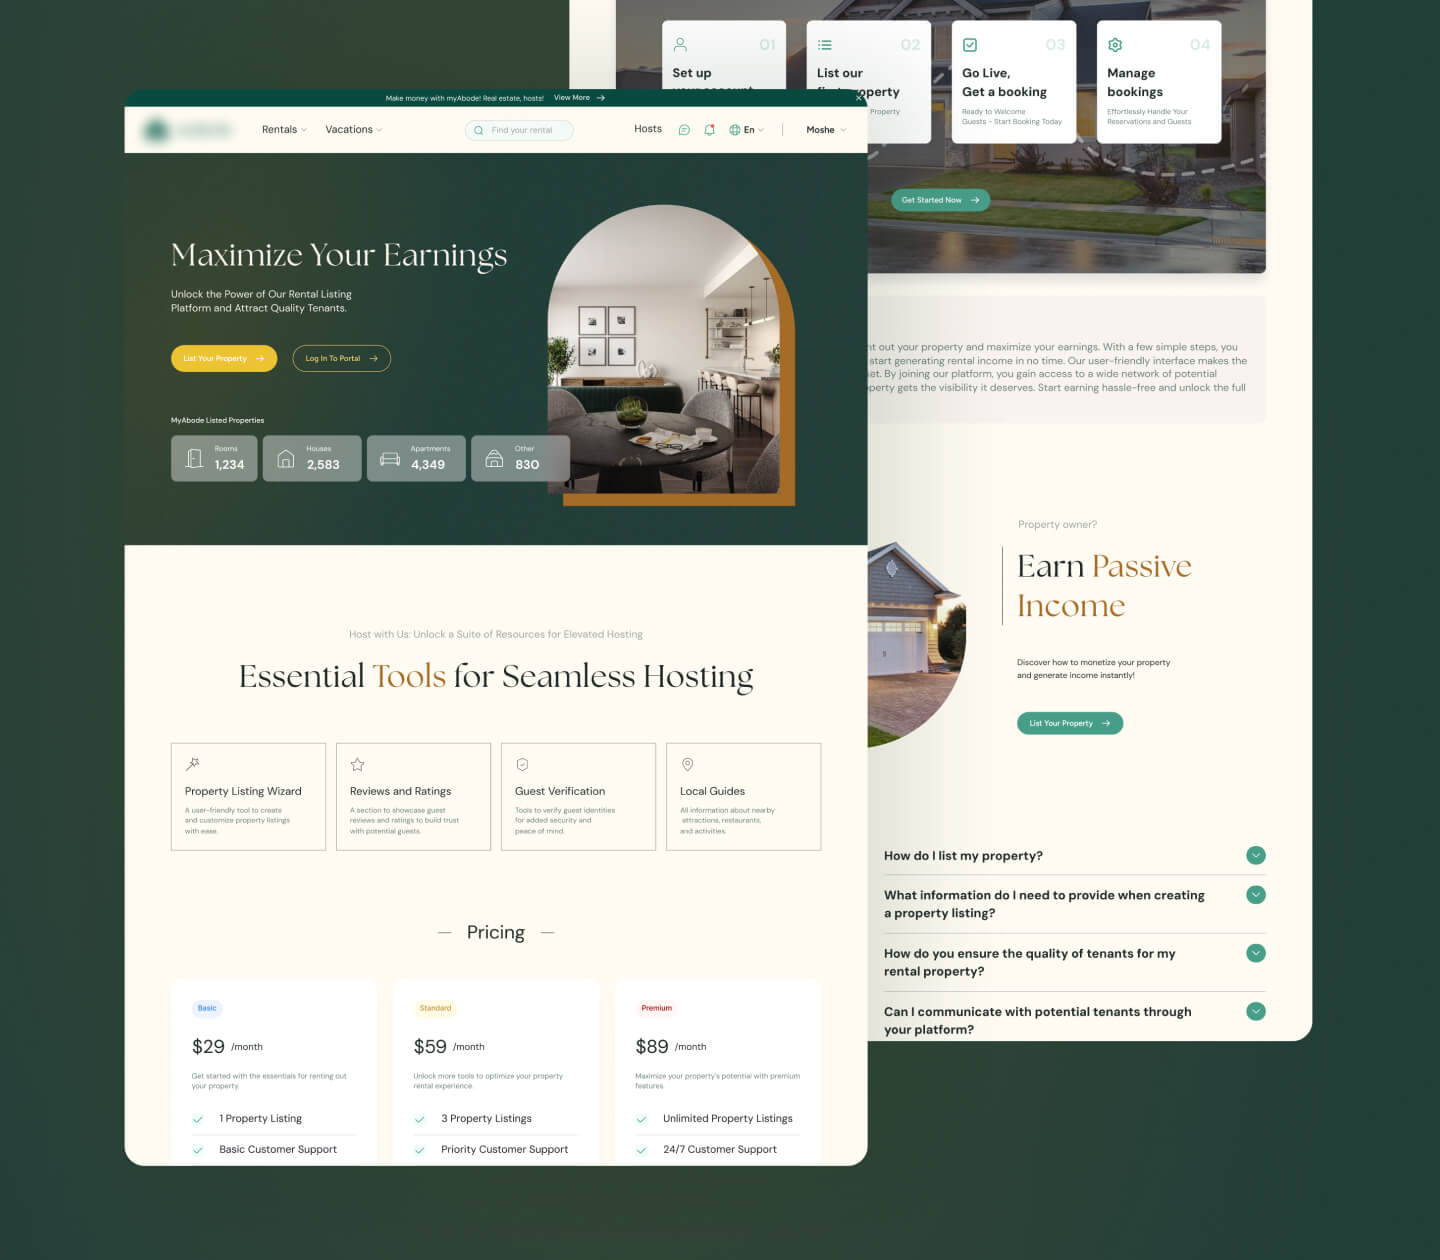 Make money with myAbode! Real estate, hosts! View More
Rentals
Vacations
Find your rental
Hosts
En
Moshe
Maximize Your Earnings
Unlock the Power of Our Rental Listing
Platform and Attract Quality Tenants.
List Your Property
Log In To Portal
MyAbode Listed Properties
Rooms
1,234
Houses
2,583
Apartments
4,349
Other
830
Host with Us: Unlock a Suite of Resources for Elevated Hosting
Essential Tools for Seamless Hosting
Property Listing Wizard
A user-friendly tool to create
and customize property listings
with ease.
Reviews and Ratings
A section to showcase guest
reviews and ratings to build trust
with potential guests.
Guest Verification
Tools to verify guest identities
for added security and
peace of mind.
Local Guides
All information about nearby
attractions, restaurants,
and activities.
Pricing
Basic
$29 /month
Get started with the essentials for renting out
your property.
1 Property Listing
Basic Customer Support
Standard
$59 /month
Unlock more tools to optimize your property
rental experience.
3 Property Listings
Priority Customer Support
Premium
$89 /month
Maximize your property's potential with premium
features.
Unlimited Property Listings
24/7 Customer Support
01
Set up
02
List our
property
Property
03
Go Live,
Get a booking
Ready to Welcome
Guests - Start Booking Today
04
Manage
bookings
Effortlessly Handle Your
Reservations and Guests
Get Started Now
out your property and maximize your earnings. With a few simple steps, you
start generating rental income in no time. Our user-friendly interface makes the
By joining our platform, you gain access to a wide network of potential
gets the visibility it deserves. Start earning hassle-free and unlock the full
Property owner?
Earn Passive
Income
Discover how to monetize your property
and generate income instantly!
List Your Property
How do I list my property?
What information do I need to provide when creating
a property listing?
How do you ensure the quality of tenants for my
rental property?
Can I communicate with potential tenants through
your platform?